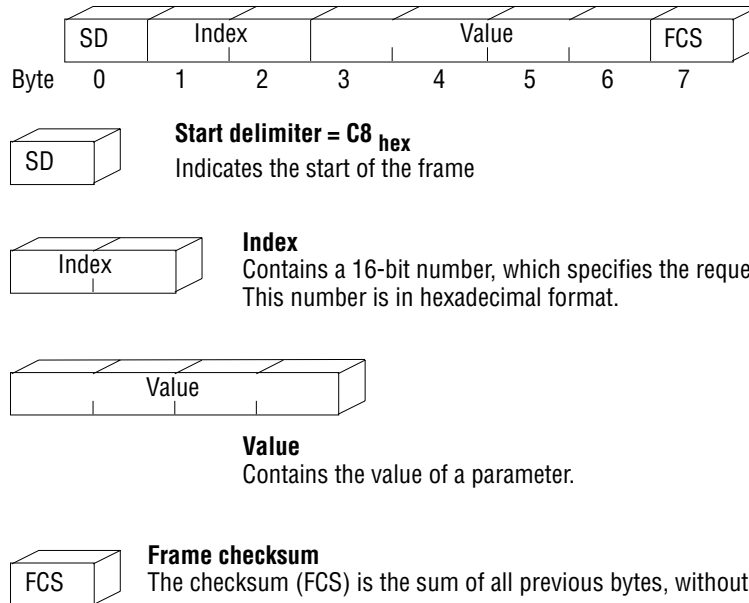 SD Index Value FCS
Byte 0 1 2 3 4 5 6 7
Start delimiter = C8 hex
SD
Indicates the start of the frame
Index
Index
Contains a 16-bit number, which specifies the reque
This number is in hexadecimal format.
Value
Value
Contains the value of a parameter.
Frame checksum
FCS
The checksum (FCS) is the sum of all previous bytes, without